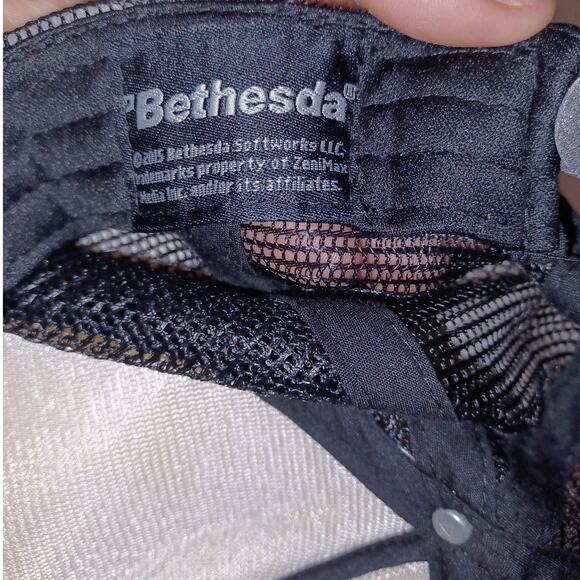 Bethesda®
©2015 Bethesda Softworks LLC,
trademarks property of ZeniMax
Media Inc. and/or its affiliates.